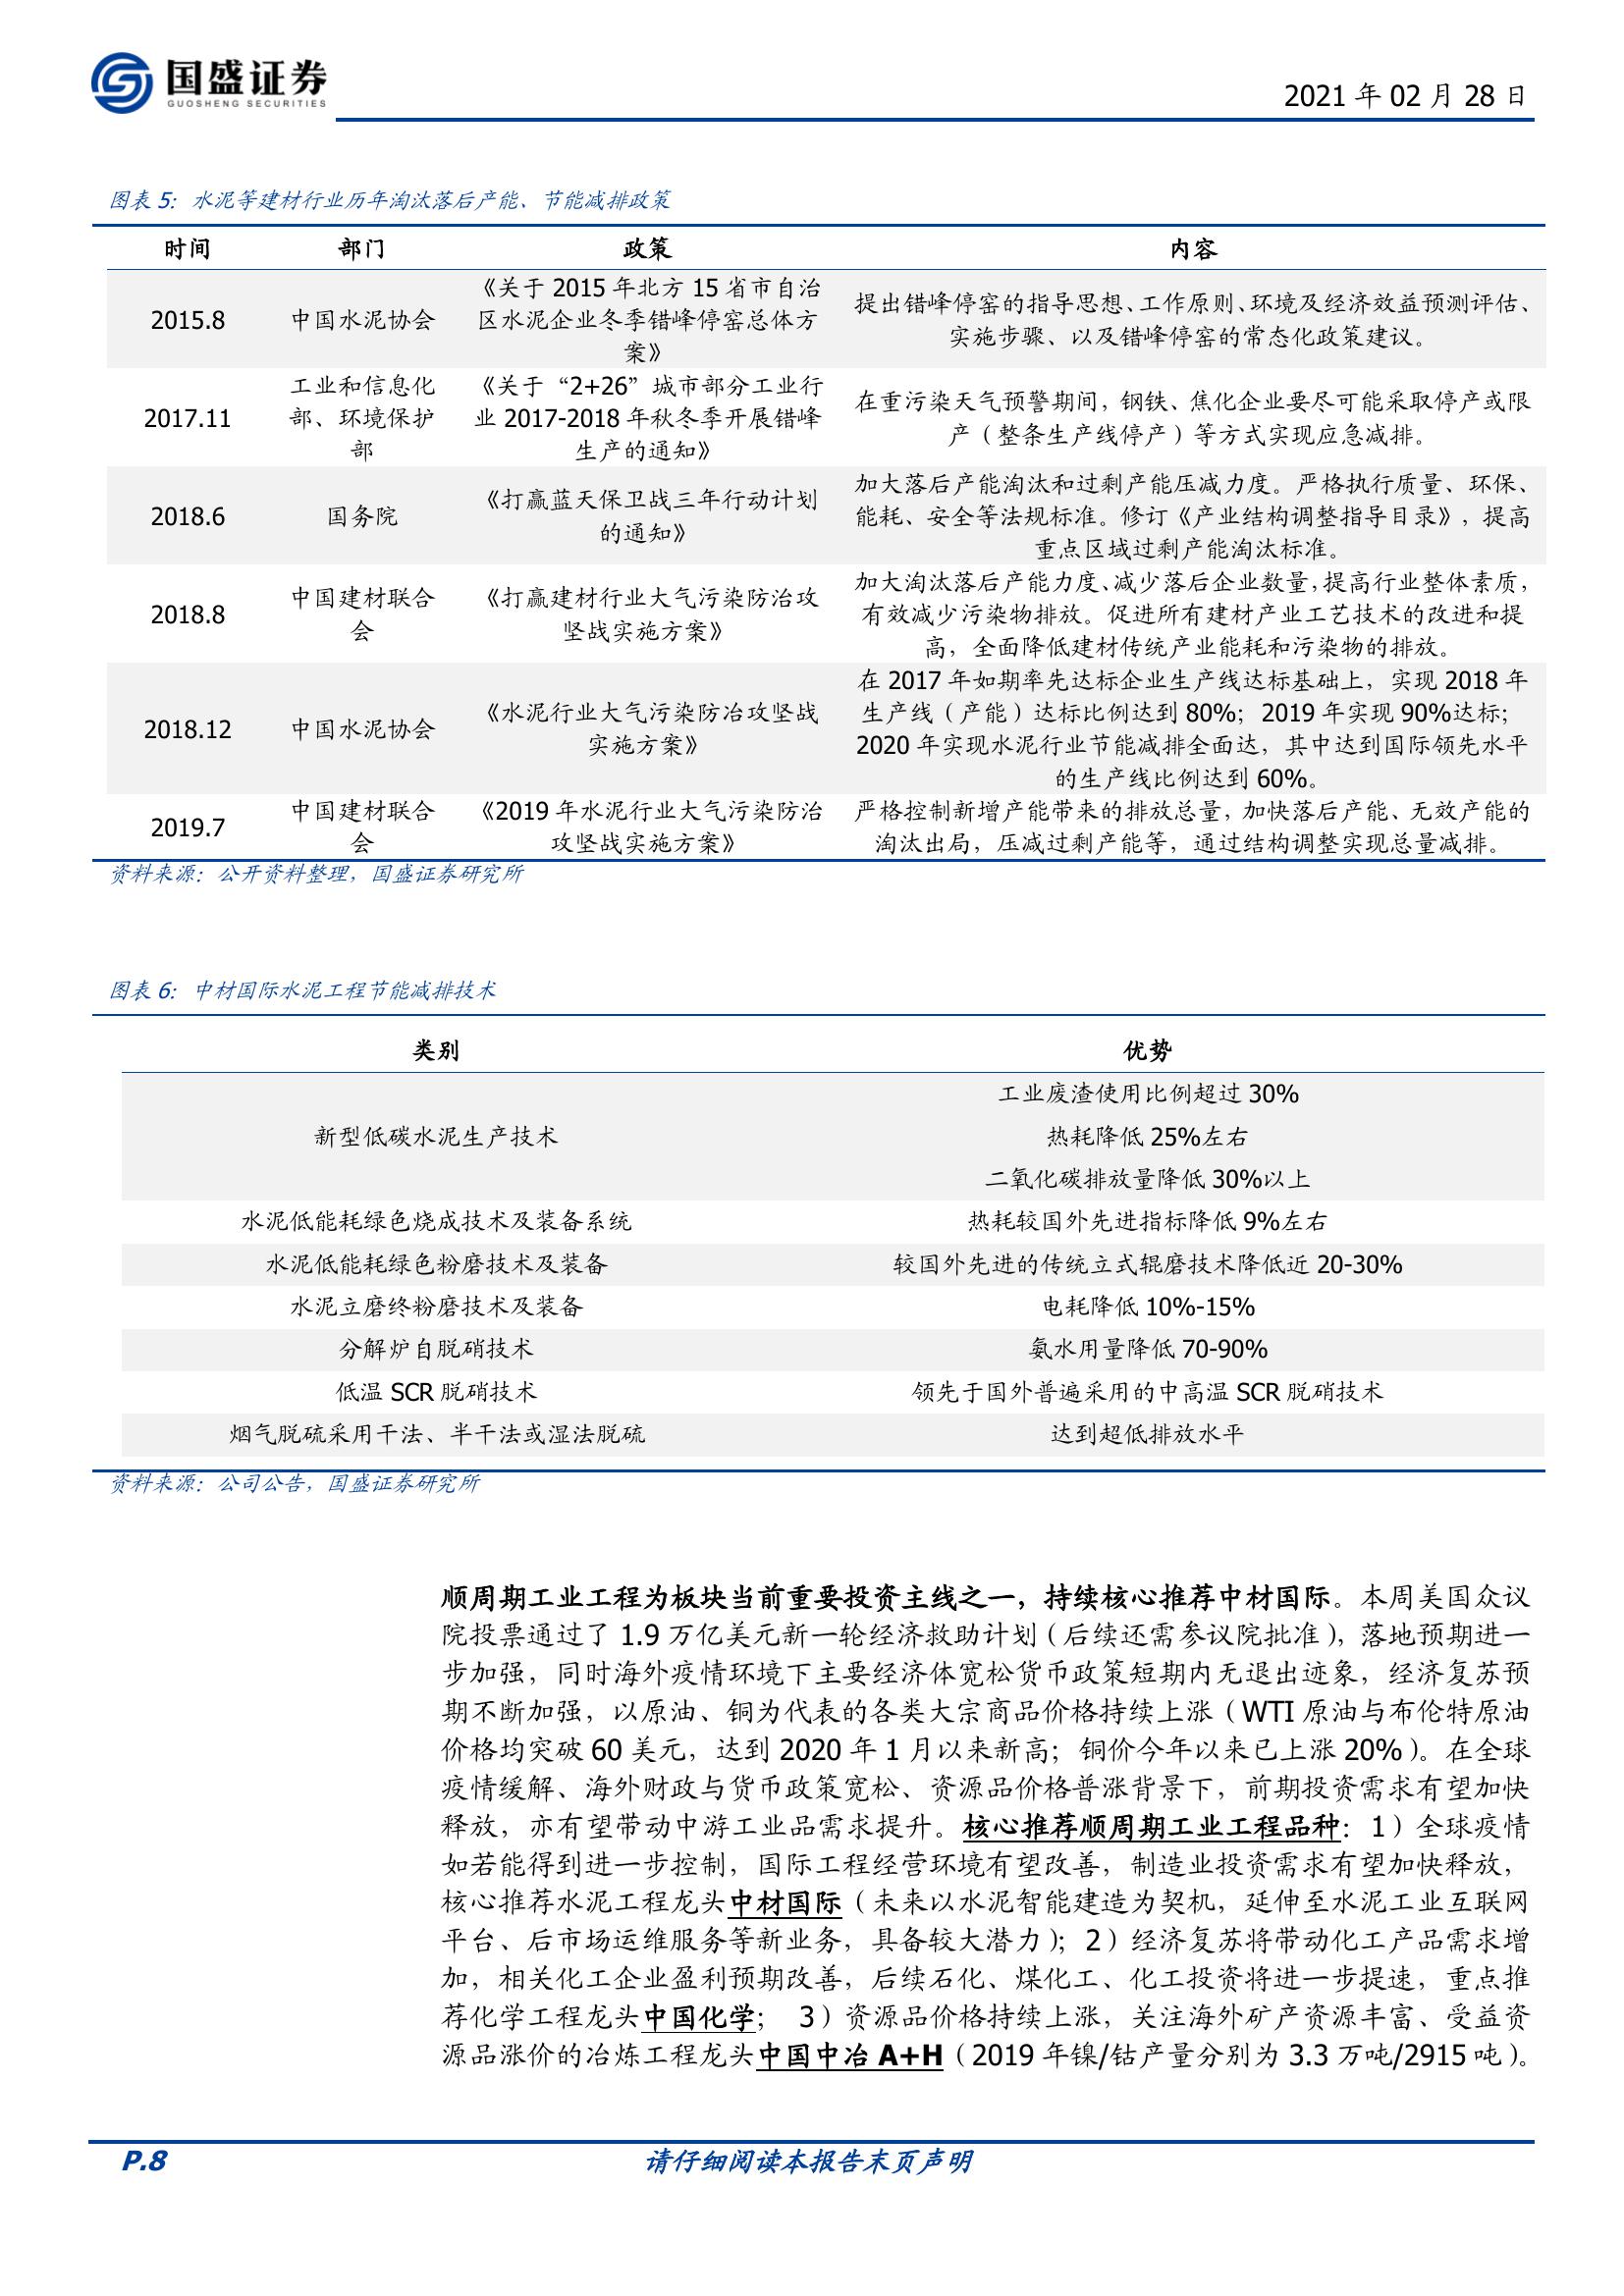 国盛证券
GUOSHENG SECURITIES
2021 年 02 月 28 日
图表 5：水泥等建材行业历年淘汰落后产能、节能减排政策
时间 部门 政策 内容
2015.8 中国水泥协会
《关于 2015 年北方 15 省市自治
区水泥企业冬季错峰停窑总体方
案》
提出错峰停窑的指导思想、工作原则、环境及经济效益预测评估、
实施步骤、以及错峰停窑的常态化政策建议。
2017.11
工业和信息化
部、环境保护
部
《关于“2+26”城市部分工业行
业 2017-2018 年秋冬季开展错峰
生产的通知》
在重污染天气预警期间，钢铁、焦化企业要尽可能采取停产或限
产（整条生产线停产）等方式实现应急减排。
2018.6 国务院
《打赢蓝天保卫战三年行动计划
的通知》
加大落后产能淘汰和过剩产能压减力度。严格执行质量、环保、
能耗、安全等法规标准。修订《产业结构调整指导目录》，提高
重点区域过剩产能淘汰标准。
2018.8
中国建材联合
会
《打赢建材行业大气污染防治攻
坚战实施方案》
加大淘汰落后产能力度、减少落后企业数量，提高行业整体素质，
有效减少污染物排放。促进所有建材产业工艺技术的改进和提
高，全面降低建材传统产业能耗和污染物的排放。
2018.12 中国水泥协会
《水泥行业大气污染防冶攻坚战
实施方案》
在 2017 年如期率先达标企业生产线达标基础上，实现 2018 年
生产线（产能）达标比例达到 80%；2019 年实现 90%达标；
2020 年实现水泥行业节能减排全面达，其中达到国际领先水平
的生产线比例达到 60%。
2019.7
中国建材联合
会
《2019 年水泥行业大气污染防治
攻坚战实施方案》
严格控制新增产能带来的排放总量，加快落后产能、无效产能的
淘汰出局，压减过剩产能等，通过结构调整实现总量减排。
资料来源：公开资料整理，国盛证券研究所
图表 6：中材国际水泥工程节能减排技术
类别 优势
新型低碳水泥生产技术
工业废渣使用比例超过 30%
热耗降低 25%左右
二氧化碳排放量降低 30%以上
水泥低能耗绿色烧成技术及装备系统 热耗较国外先进指标降低 9%左右
水泥低能耗绿色粉磨技术及装备 较国外先进的传统立式辊磨技术降低近 20-30%
水泥立磨终粉磨技术及装备 电耗降低 10%-15%
分解炉自脱硝技术 氨水用量降低 70-90%
低温 SCR 脱硝技术 领先于国外普遍采用的中高温 SCR 脱硝技术
烟气脱硫采用干法、半干法或湿法脱硫 达到超低排放水平
资料来源：公司公告，国盛证券研究所
顺周期工业工程为板块当前重要投资主线之一，持续核心推荐中材国际。本周美国众议
院投票通过了 1.9 万亿美元新一轮经济救助计划（后续还需参议院批准），落地预期进一
步加强，同时海外疫情环境下主要经济体宽松货币政策短期内无退出迹象，经济复苏预
期不断加强，以原油、铜为代表的各类大宗商品价格持续上涨（WTI 原油与布伦特原油
价格均突破 60 美元，达到 2020 年 1 月以来新高；铜价今年以来已上涨 20%）。在全球
疫情缓解、海外财政与货币政策宽松、资源品价格普涨背景下，前期投资需求有望加快
释放，亦有望带动中游工业品需求提升。核心推荐顺周期工业工程品种：1）全球疫情
如若能得到进一步控制，国际工程经营环境有望改善，制造业投资需求有望加快释放，
核心推荐水泥工程龙头中材国际（未来以水泥智能建造为契机，延伸至水泥工业互联网
平台、后市场运维服务等新业务，具备较大潜力）；2）经济复苏将带动化工产品需求增
加，相关化工企业盈利预期改善，后续石化、煤化工、化工投资将进一步提速，重点推
荐化学工程龙头中国化学； 3）资源品价格持续上涨，关注海外矿产资源丰富、受益资
源品涨价的冶炼工程龙头中国中冶 A+H（2019 年镍/钴产量分别为 3.3 万吨/2915 吨）。
P.8 请仔细阅读本报告末页声明